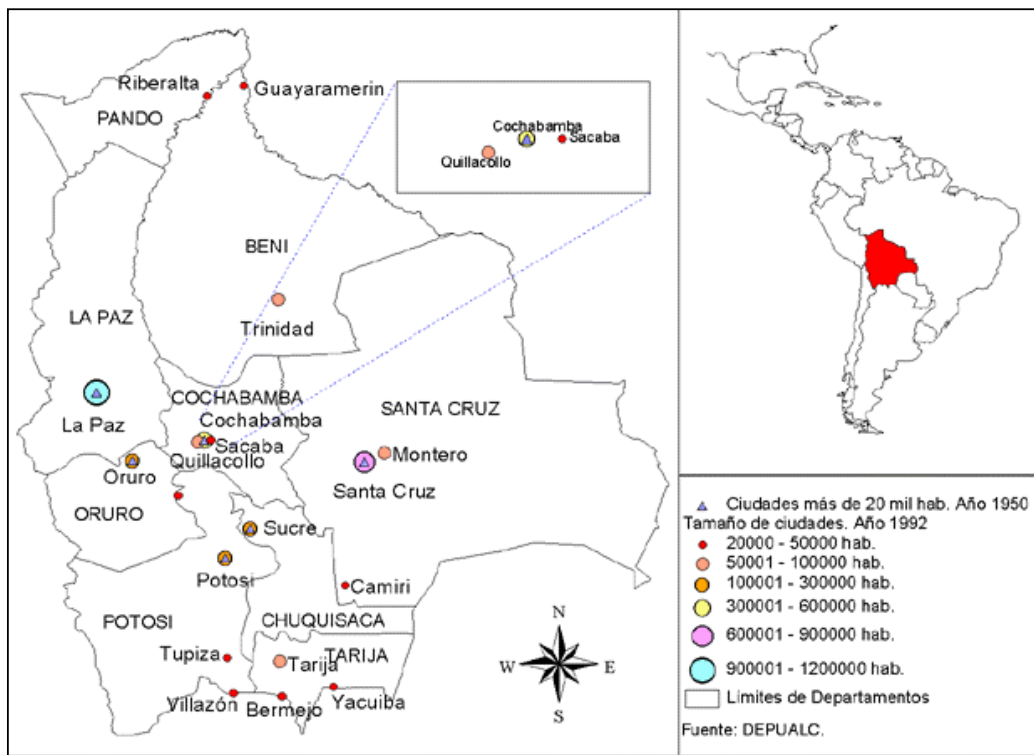 Riberalta
Guayaramerin
PANDO
Cochabamba
Sacaba
Quillacollo
BENI
LA PAZ
Trinidad
COCHABAMBA
SANTA CRUZ
Cochabamba
La Paz
Sacaba
Montero
Quillacollo
Oruro
Santa Cruz
ORURO
Sucre
Potosi
Camiri
POTOSI
CHUQUISACA
Tupiza
Tarija
TARIJA
Villazón
Bermejo
Yacuiba
N
W
E
S
Ciudades más de 20 mil hab. Año 1950
Tamaño de ciudades. Año 1992
20000 - 50000 hab.
50001 - 100000 hab.
100001 - 300000 hab.
300001 - 600000 hab.
600001 - 900000 hab.
900001 - 1200000 hab.
Límites de Departamentos
Fuente: DEPUALC.